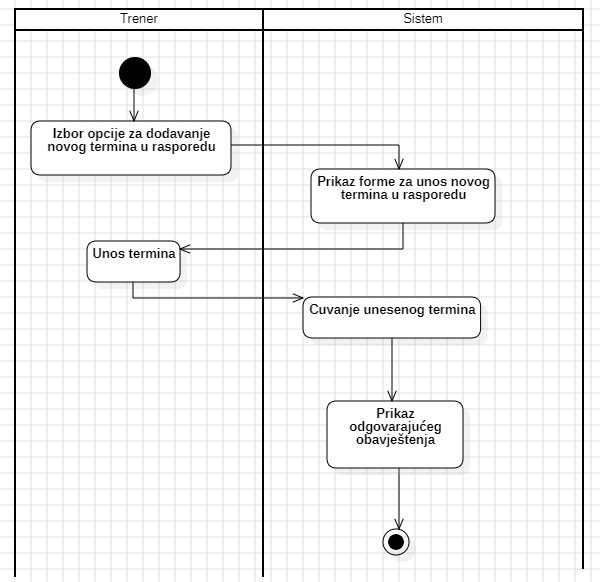 Trener
Sistem
Izbor opcije za dodavanje
novog termina u rasporedu
Prikaz forme za unos novog
termina u rasporedu
Unos termina
Cuvanje unesenog termina
Prikaz
odgovarajućeg
obavještenja